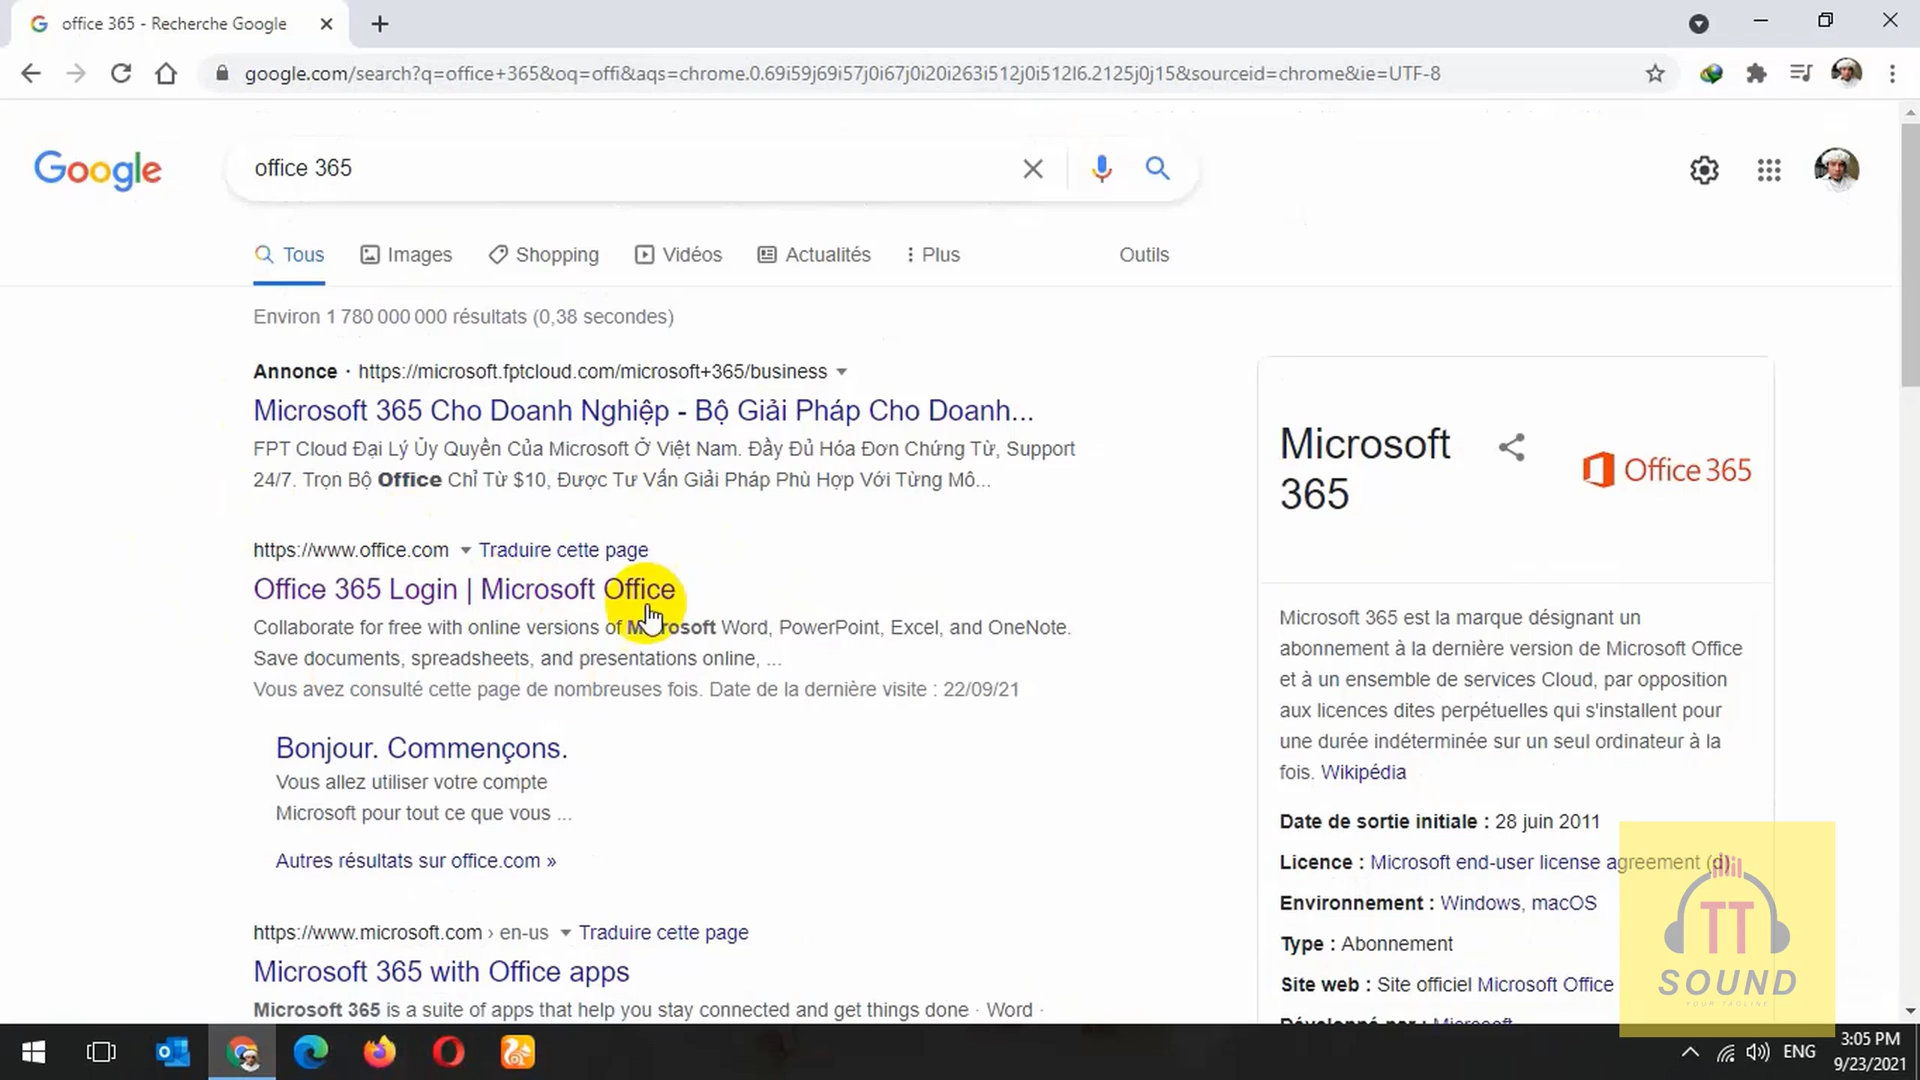 office 365 - Recherche Google
google.com/search?q=office+365&oq=offi&aqs=chrome.0.69i59j69i57j0i67j0i20i263i512j0i512l6.2125j0j15&sourceid=chrome&ie=UTF-8
Google
office 365
Tous
Images
Shopping
Vidéos
Actualités
Plus
Outils
Environ 1 780 000 000 résultats (0,38 secondes)
Annonce · https://microsoft.fptcloud.com/microsoft+365/business
Microsoft 365 Cho Doanh Nghiệp - Bộ Giải Pháp Cho Doanh...
FPT Cloud Đại Lý Ủy Quyền Của Microsoft Ở Việt Nam. Đầy Đủ Hóa Đơn Chứng Từ, Support
24/7. Trọn Bộ Office Chỉ Từ $10, Được Tư Vấn Giải Pháp Phù Hợp Với Từng Mô...
https://www.office.com Traduire cette page
Office 365 Login | Microsoft Office
Collaborate for free with online versions of Microsoft Word, PowerPoint, Excel, and OneNote.
Save documents, spreadsheets, and presentations online, ...
Vous avez consulté cette page de nombreuses fois. Date de la dernière visite : 22/09/21
Bonjour. Commençons.
Vous allez utiliser votre compte
Microsoft pour tout ce que vous ...
Autres résultats sur office.com »
https://www.microsoft.com › en-us Traduire cette page
Microsoft 365 with Office apps
Microsoft 365 is a suite of apps that help you stay connected and get things done · Word ·
Microsoft
365
Office 365
Microsoft 365 est la marque désignant un
abonnement à la dernière version de Microsoft Office
et à un ensemble de services Cloud, par opposition
aux licences dites perpétuelles qui s'installent pour
une durée indéterminée sur un seul ordinateur à la
fois. Wikipédia
Date de sortie initiale : 28 juin 2011
Licence : Microsoft end-user license agreement (d)
Environnement : Windows, macOS
Type : Abonnement
Site web : Site officiel Microsoft Office
Développé par : Microsoft
TT
SOUND
YOUR TAGLINE
ENG
3:05 PM
9/23/2021